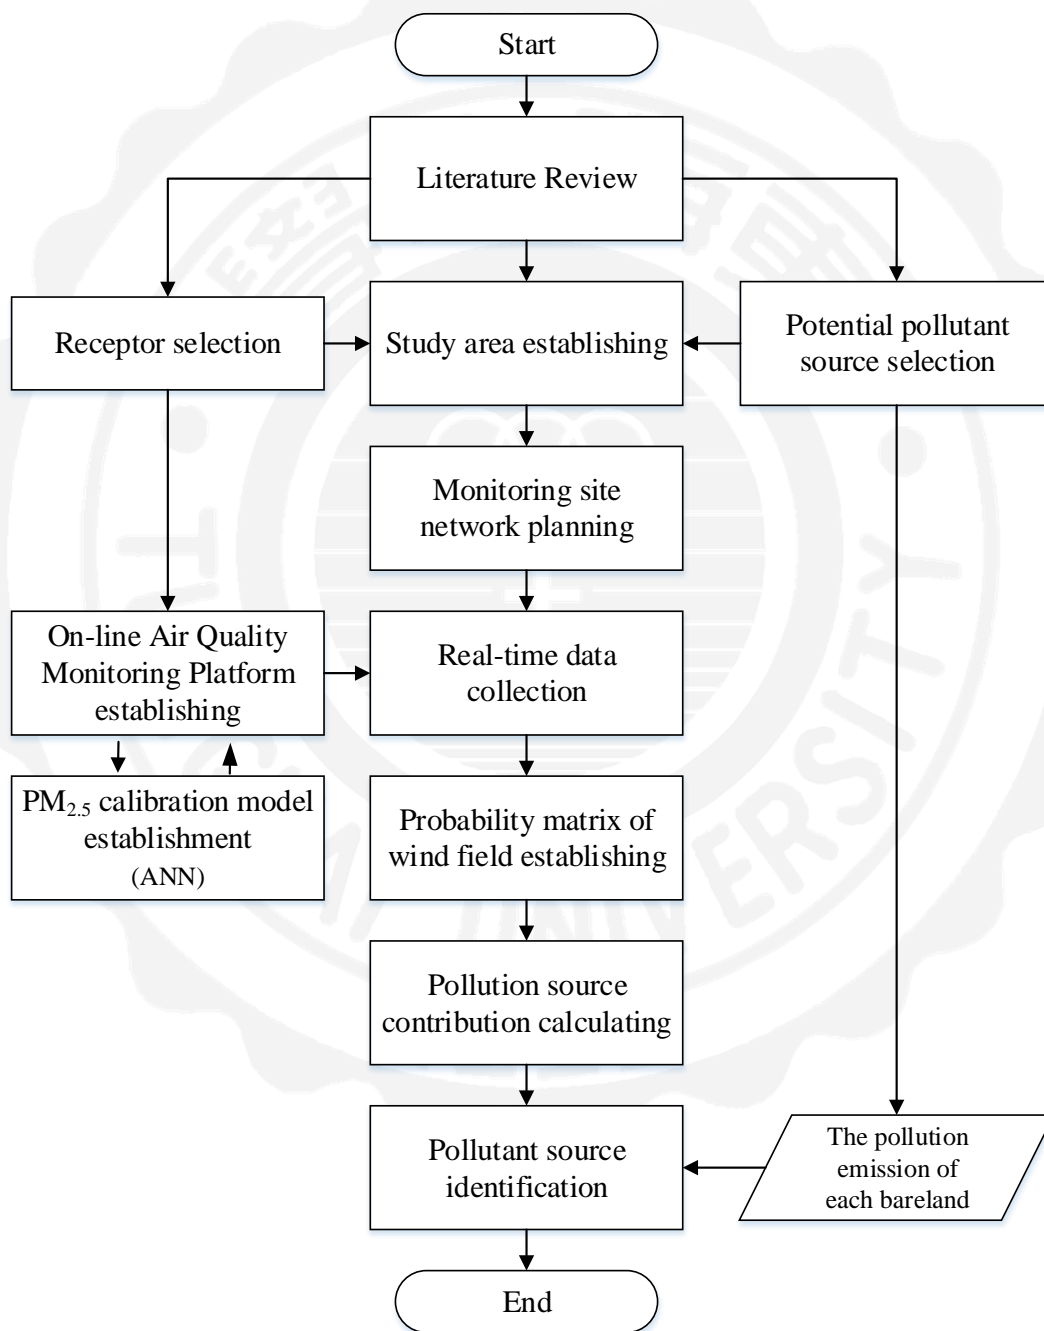 Start
Literature Review
Receptor selection
Study area establishing
Potential pollutant
source selection
Monitoring site
network planning
On-line Air Quality
Monitoring Platform
establishing
Real-time data
collection
PM2.5 calibration model
establishment
(ANN)
Probability matrix of
wind field establishing
Pollution source
contribution calculating
Pollutant source
identification
The pollution
emission of
each bareland
End
UNIVERSITY